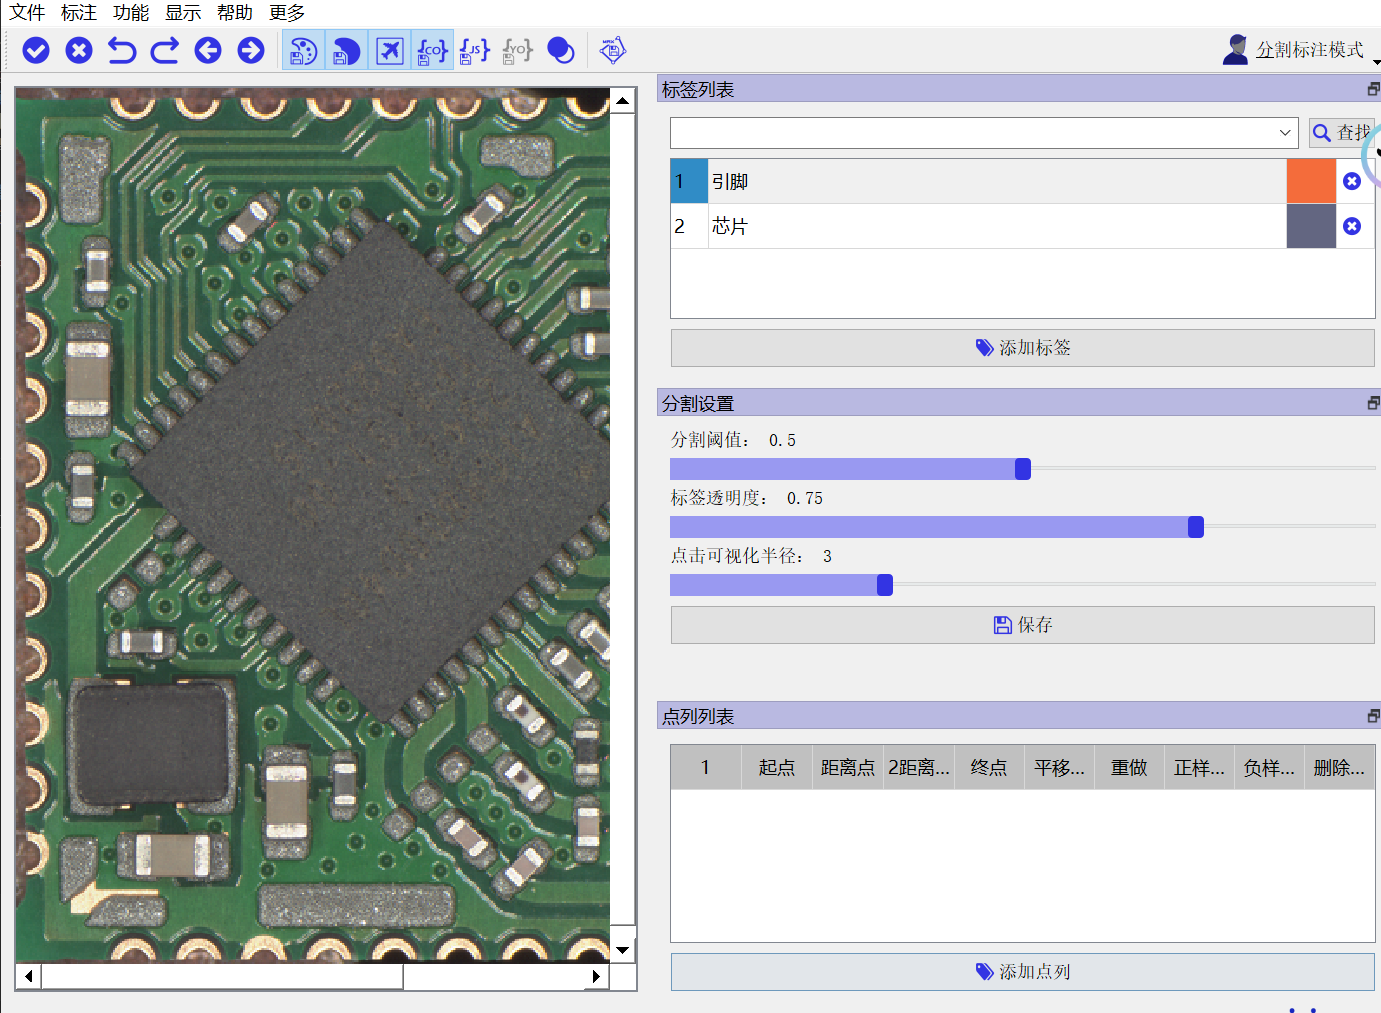 文件 标注 功能 显示 帮助 更多
{CO} {JS} {YO} 分割标注模式
标签列表
查找
1 引脚
2 芯片
添加标签
分割设置
分割阈值： 0.5
标签透明度： 0.75
点击可视化半径： 3
保存
点列列表
1 起点 距离点 2距离... 终点 平移... 重做 正样... 负样... 删除...
添加点列